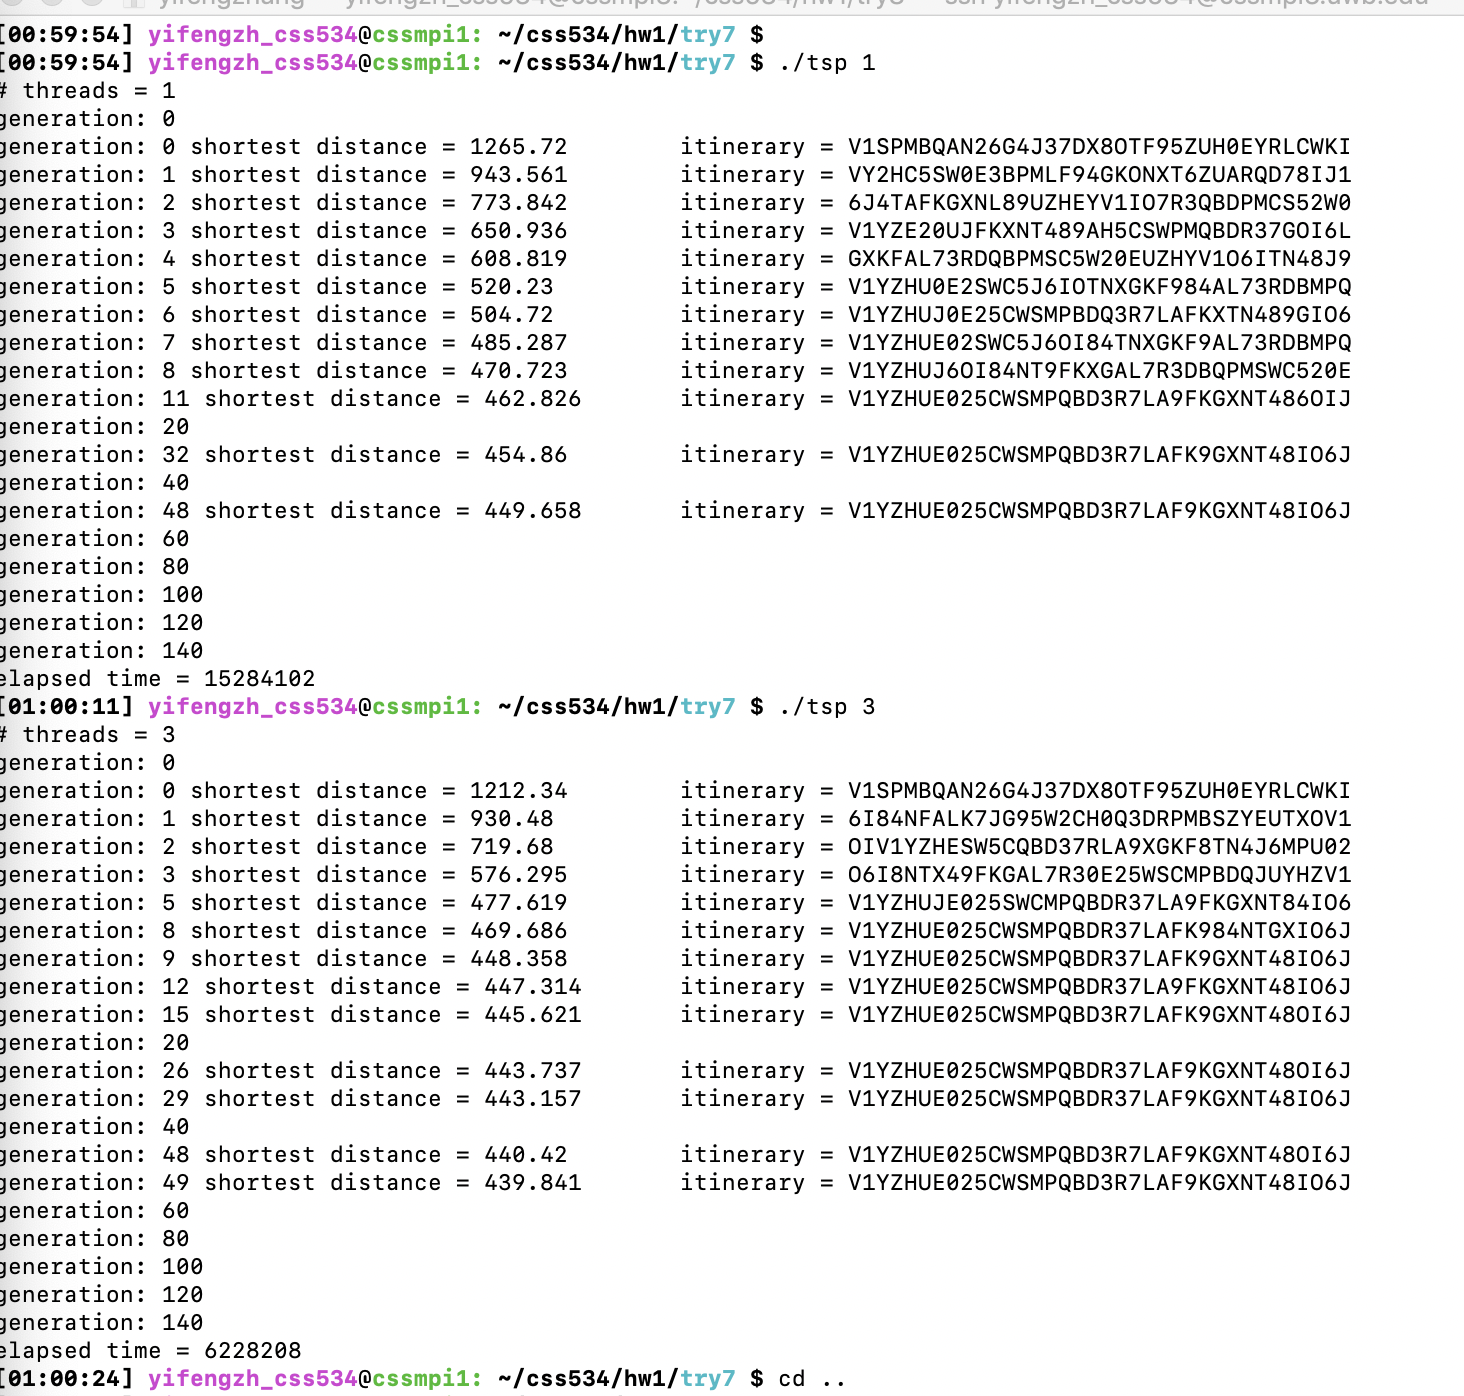 [00:59:54] yifengzh_css534@cssmpi1: ~/css534/hw1/try7 $
[00:59:54] yifengzh_css534@cssmpi1: ~/css534/hw1/try7 $ ./tsp 1
# threads = 1
generation: 0
generation: 0 shortest distance = 1265.72 itinerary = V1SPMBQAN26G4J37DX8OTF95ZUH0EYRLCWKI
generation: 1 shortest distance = 943.561 itinerary = VY2HC5SW0E3BPMLF94GKONXT6ZUARQD78IJ1
generation: 2 shortest distance = 773.842 itinerary = 6J4TAFKGXNL89UZHEYV1IO7R3QBDPMCS52W0
generation: 3 shortest distance = 650.936 itinerary = V1YZE20UJFKXNT489AH5CSWPMQBDR37GOI6L
generation: 4 shortest distance = 608.819 itinerary = GXKFAL73RDQBPMSC5W20EUZHYV1O6ITN48J9
generation: 5 shortest distance = 520.23 itinerary = V1YZHU0E2SWC5J6IOTNXGKF984AL73RDBMPQ
generation: 6 shortest distance = 504.72 itinerary = V1YZHUJ0E25CWSMPBDQ3R7LAFKXTN489GIO6
generation: 7 shortest distance = 485.287 itinerary = V1YZHUE02SWC5J6OI84TNXGKF9AL73RDBMPQ
generation: 8 shortest distance = 470.723 itinerary = V1YZHUJ6OI84NT9FKXGAL7R3DBQPMSWC520E
generation: 11 shortest distance = 462.826 itinerary = V1YZHUE025CWSMPQBD3R7LA9FKGXNT486OIJ
generation: 20
generation: 32 shortest distance = 454.86 itinerary = V1YZHUE025CWSMPQBD3R7LAFK9GXNT48IO6J
generation: 40
generation: 48 shortest distance = 449.658 itinerary = V1YZHUE025CWSMPQBD3R7LAF9KGXNT48IO6J
generation: 60
generation: 80
generation: 100
generation: 120
generation: 140
elapsed time = 15284102
[01:00:11] yifengzh_css534@cssmpi1: ~/css534/hw1/try7 $ ./tsp 3
# threads = 3
generation: 0
generation: 0 shortest distance = 1212.34 itinerary = V1SPMBQAN26G4J37DX8OTF95ZUH0EYRLCWKI
generation: 1 shortest distance = 930.48 itinerary = 6I84NFALK7JG95W2CH0Q3DRPMBSZYEUTXOV1
generation: 2 shortest distance = 719.68 itinerary = OIV1YZHESW5CQBD37RLA9XGKF8TN4J6MPU02
generation: 3 shortest distance = 576.295 itinerary = O6I8NTX49FKGAL7R30E25WSCMPBDQJUYHZV1
generation: 5 shortest distance = 477.619 itinerary = V1YZHUJE025SWCMPQBDR37LA9FKGXNT84IO6
generation: 8 shortest distance = 469.686 itinerary = V1YZHUE025CWSMPQBDR37LAFK984NTGXIO6J
generation: 9 shortest distance = 448.358 itinerary = V1YZHUE025CWSMPQBDR37LAFK9GXNT48IO6J
generation: 12 shortest distance = 447.314 itinerary = V1YZHUE025CWSMPQBDR37LA9FKGXNT48IO6J
generation: 15 shortest distance = 445.621 itinerary = V1YZHUE025CWSMPQBD3R7LAFK9GXNT48OI6J
generation: 20
generation: 26 shortest distance = 443.737 itinerary = V1YZHUE025CWSMPQBDR37LAF9KGXNT48OI6J
generation: 29 shortest distance = 443.157 itinerary = V1YZHUE025CWSMPQBDR37LAF9KGXNT48IO6J
generation: 40
generation: 48 shortest distance = 440.42 itinerary = V1YZHUE025CWSMPQBD3R7LAF9KGXNT48OI6J
generation: 49 shortest distance = 439.841 itinerary = V1YZHUE025CWSMPQBD3R7LAF9KGXNT48IO6J
generation: 60
generation: 80
generation: 100
generation: 120
generation: 140
elapsed time = 6228208
[01:00:24] yifengzh_css534@cssmpi1: ~/css534/hw1/try7 $ cd ..